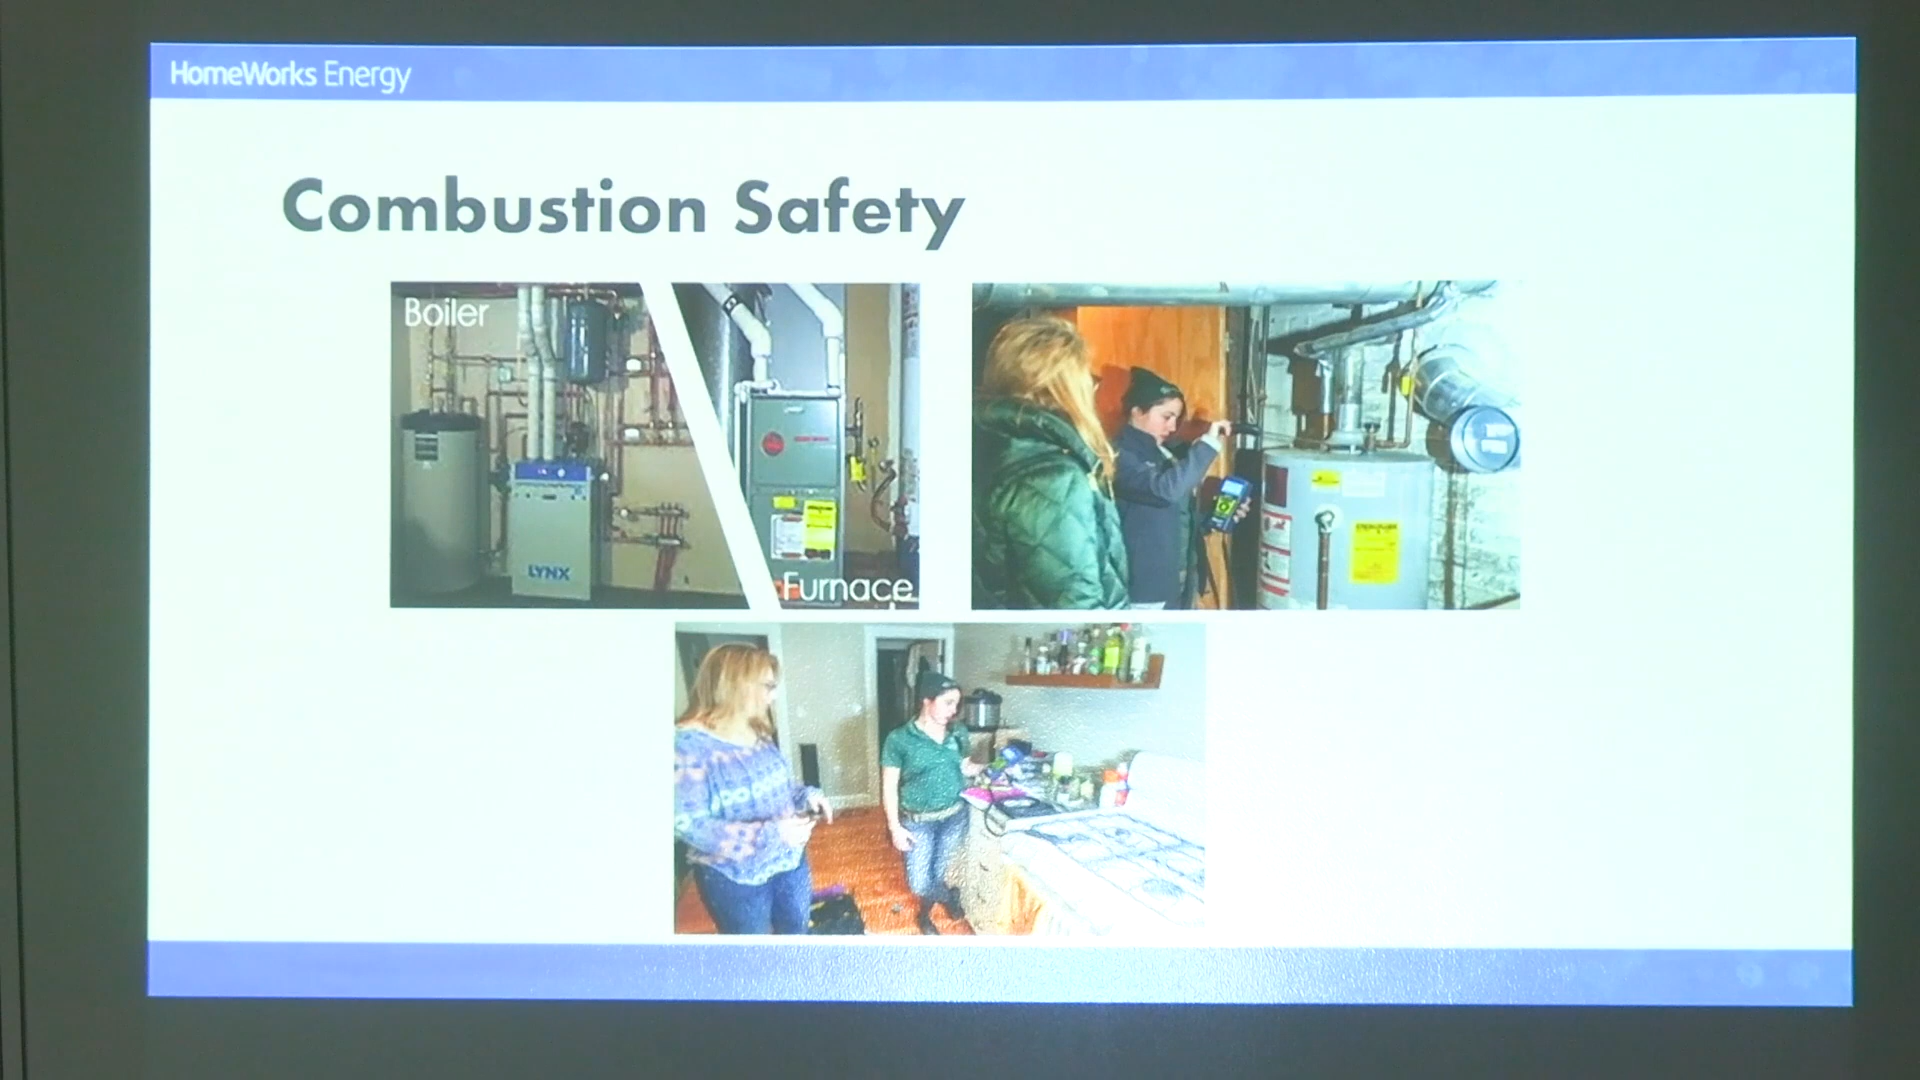 HomeWorks Energy
Combustion Safety
Boiler
LYNX
Furnace